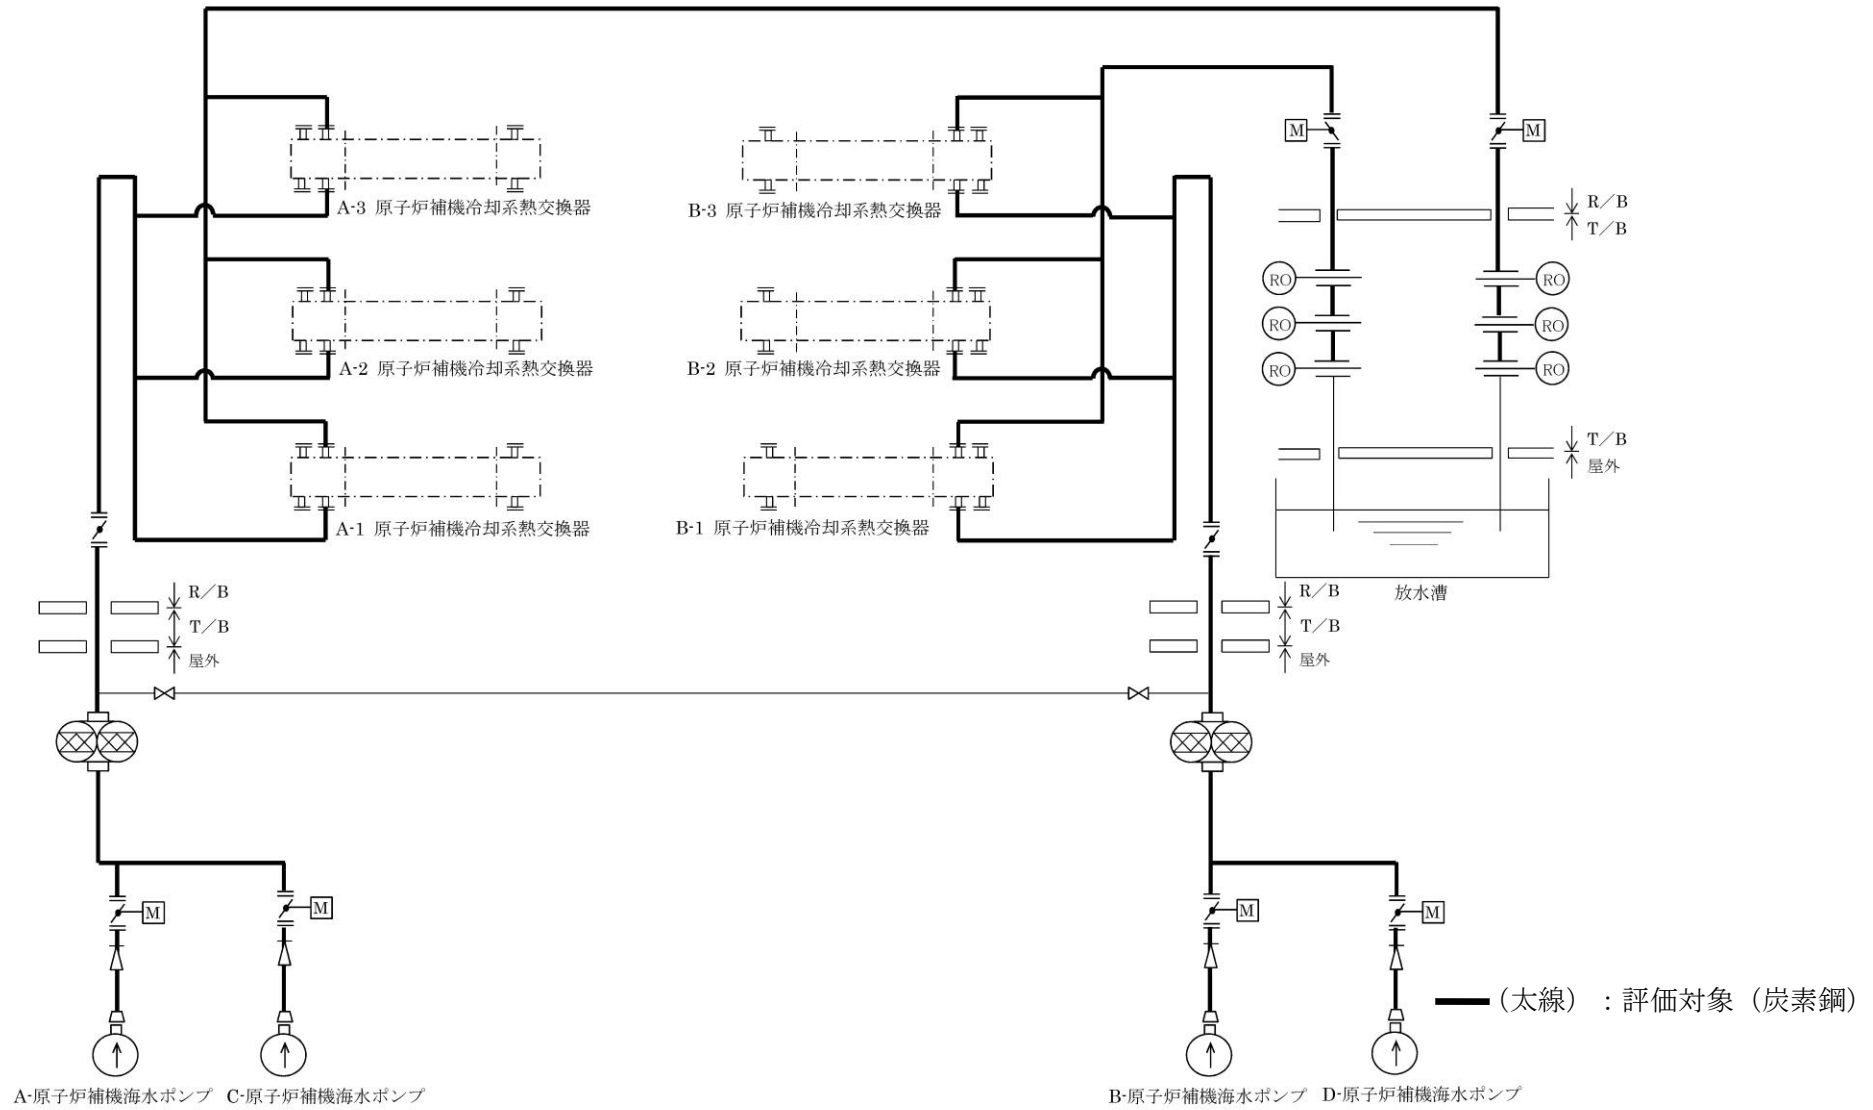 M
M
R／B
T／B
A-3 原子炉補機冷却系熱交換器
B-3 原子炉補機冷却系熱交換器
RO
RO
RO
RO
A-2 原子炉補機冷却系熱交換器
B-2 原子炉補機冷却系熱交換器
RO
RO
T／B
屋外
A-1 原子炉補機冷却系熱交換器
B-1 原子炉補機冷却系熱交換器
放水漕
R／B
T／B
屋外
R／B
T／B
屋外
M
M
M
M
（太線）：評価対象（炭素鋼）
A-原子炉補機海水ポンプ
C-原子炉補機海水ポンプ
B-原子炉補機海水ポンプ
D-原子炉補機海水ポンプ